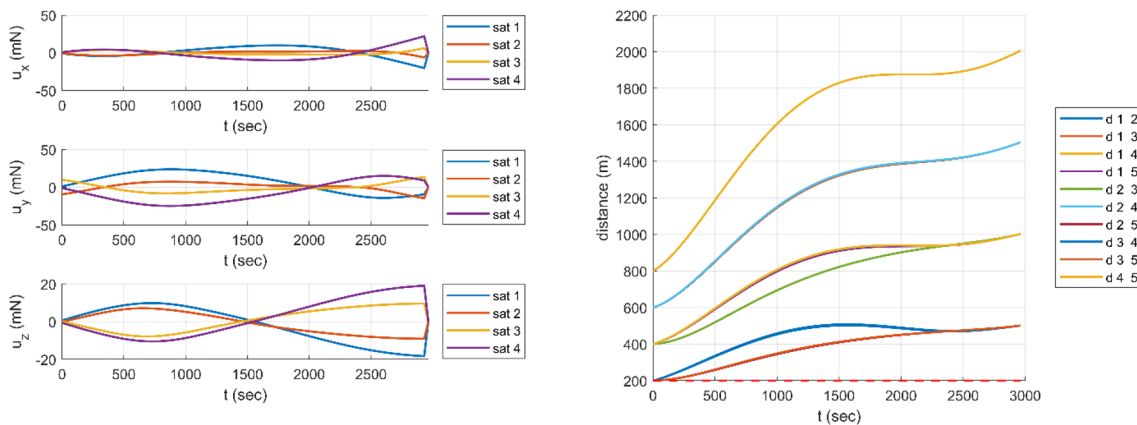 u_x (mN)
50
0
-50
0 500 1000 1500 2000 2500
t (sec)
sat 1
sat 2
sat 3
sat 4
u_y (mN)
50
0
-50
0 500 1000 1500 2000 2500
t (sec)
sat 1
sat 2
sat 3
sat 4
u_z (mN)
20
0
-20
0 500 1000 1500 2000 2500
t (sec)
sat 1
sat 2
sat 3
sat 4
distance (m)
2200
2000
1800
1600
1400
1200
1000
800
600
400
200
0 500 1000 1500 2000 2500 3000
t (sec)
d 1 2
d 1 3
d 1 4
d 1 5
d 2 3
d 2 4
d 2 5
d 3 4
d 3 5
d 4 5